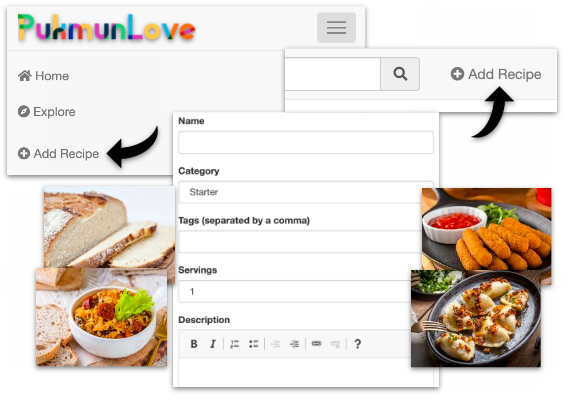 PukmunLove
Home
Explore
Add Recipe
Add Recipe
Name
Category
Starter
Tags (separated by a comma)
Servings
1
Description
B I ?